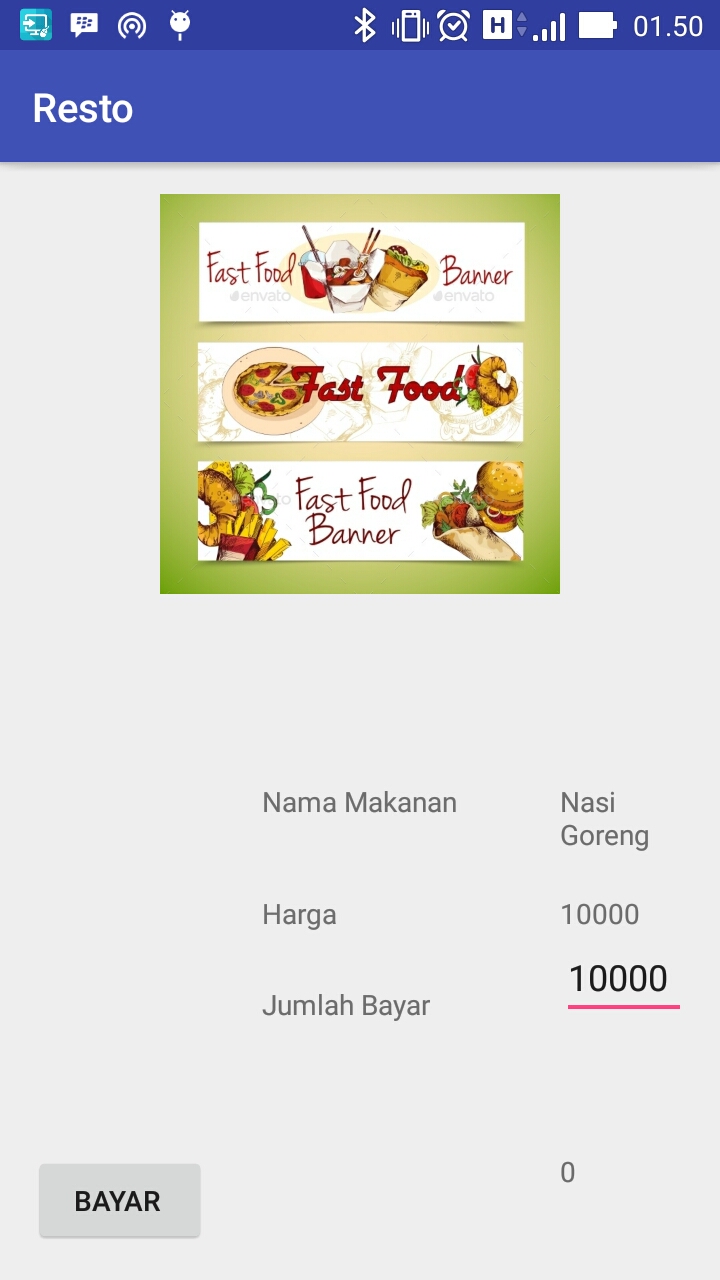 H
01.50
Resto
Fast Food Banner
envato envato
Fast Food
Fast Food
Banner
Nama Makanan
Nasi
Goreng
Harga
10000
Jumlah Bayar
10000
0
BAYAR